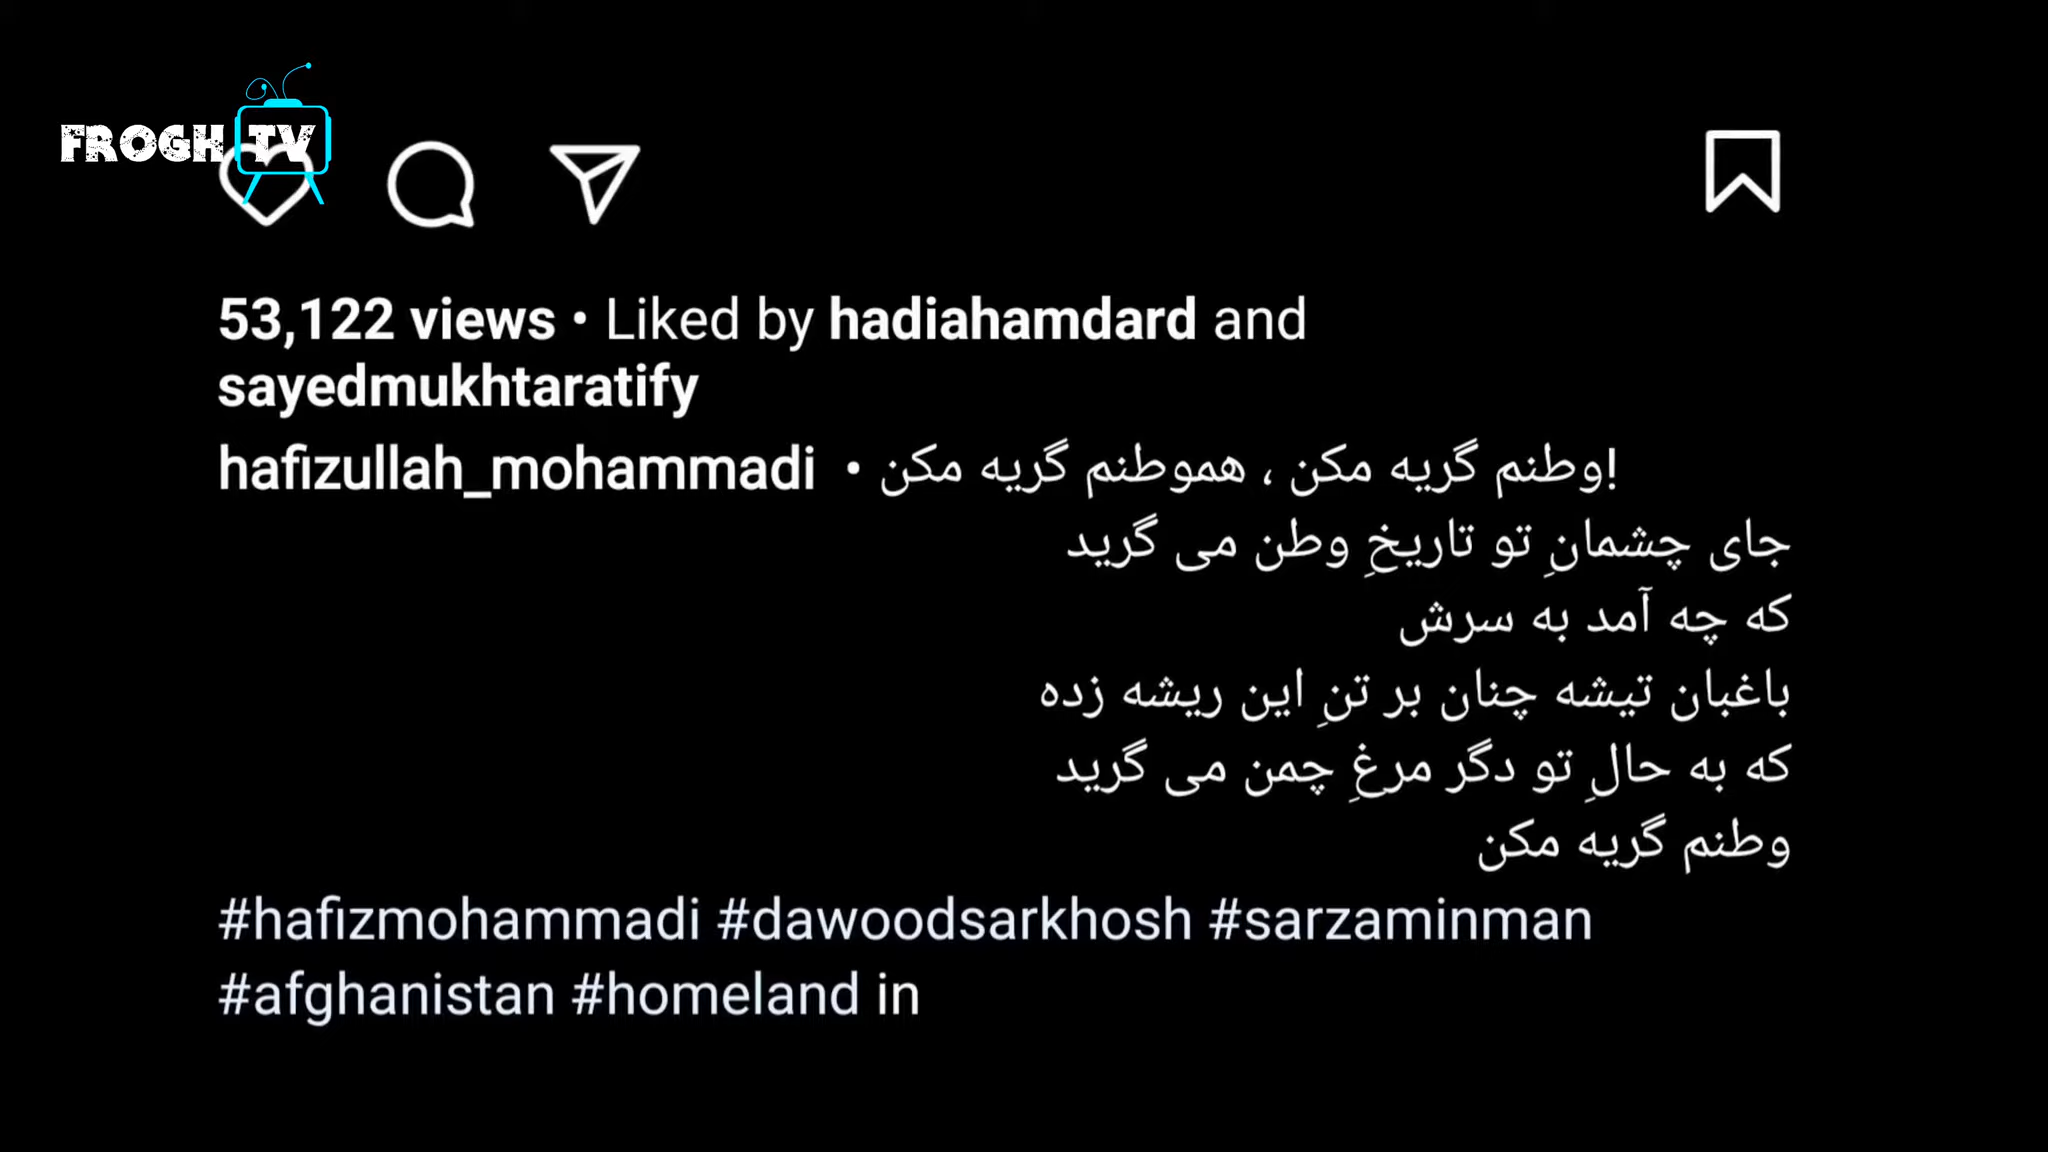 FROGH TV
53,122 views • Liked by hadiahamdard and
sayedmukhtaratify
hafizullah_mohammadi • وطنم گریه مکن ، هموطنم گریه مکن!
جای چشمانِ تو تاریخِ وطن می گرید
که چه آمد به سرش
باغبان تیشه چنان بر تنِ این ریشه زده
که به حالِ تو دگر مرغِ چمن می گرید
وطنم گریه مکن
#hafizmohammadi #dawoodsarkhosh #sarzaminman
#afghanistan #homeland in